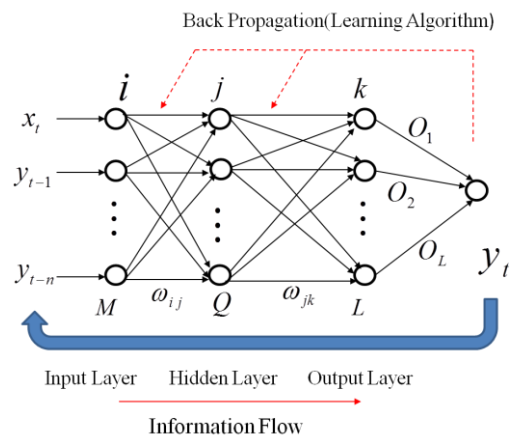 Back Propagation(Learning Algorithm)
i j k
x_t
O_1
y_{t-1}
O_2
y_{t-n}
O_L
y_t
M ω_{ij} Q ω_{jk} L
Input Layer Hidden Layer Output Layer
Information Flow